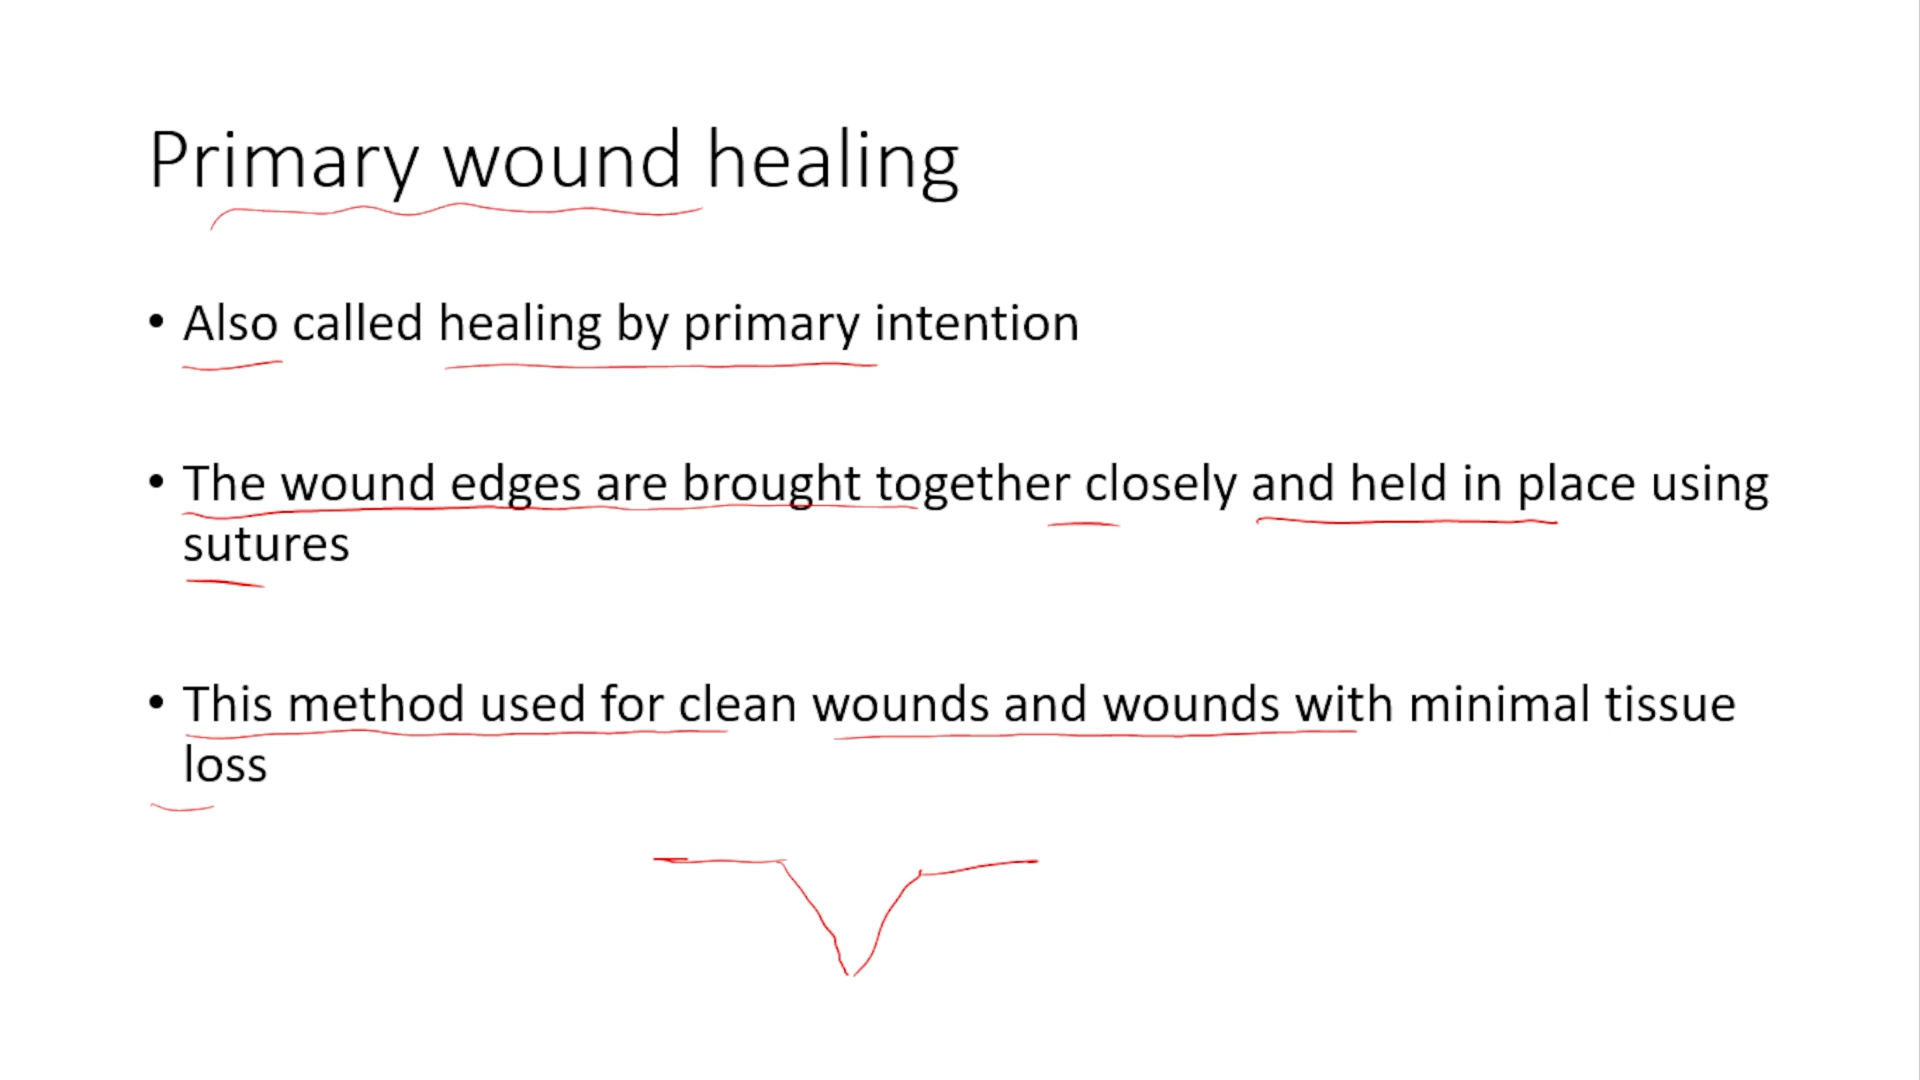 Primary wound healing
• Also called healing by primary intention
• The wound edges are brought together closely and held in place using
sutures
• This method used for clean wounds and wounds with minimal tissue
loss